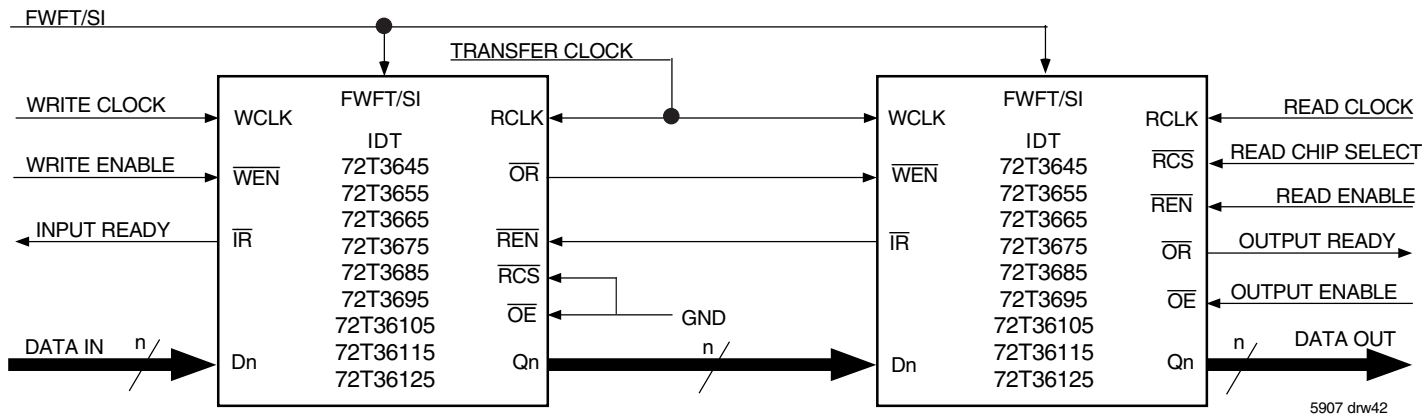 FWFT/SI
TRANSFER CLOCK
WRITE CLOCK
WRITE ENABLE
INPUT READY
DATA IN
n
FWFT/SI
WCLK
WEN
IR
Dn
IDT
72T3645
72T3655
72T3665
72T3675
72T3685
72T3695
72T36105
72T36115
72T36125
RCLK
OR
REN
RCS
OE
Qn
GND
n
FWFT/SI
WCLK
WEN
IR
Dn
IDT
72T3645
72T3655
72T3665
72T3675
72T3685
72T3695
72T36105
72T36115
72T36125
RCLK
RCS
REN
OR
OE
Qn
READ CLOCK
READ CHIP SELECT
READ ENABLE
OUTPUT READY
OUTPUT ENABLE
n
DATA OUT
5907 drw42